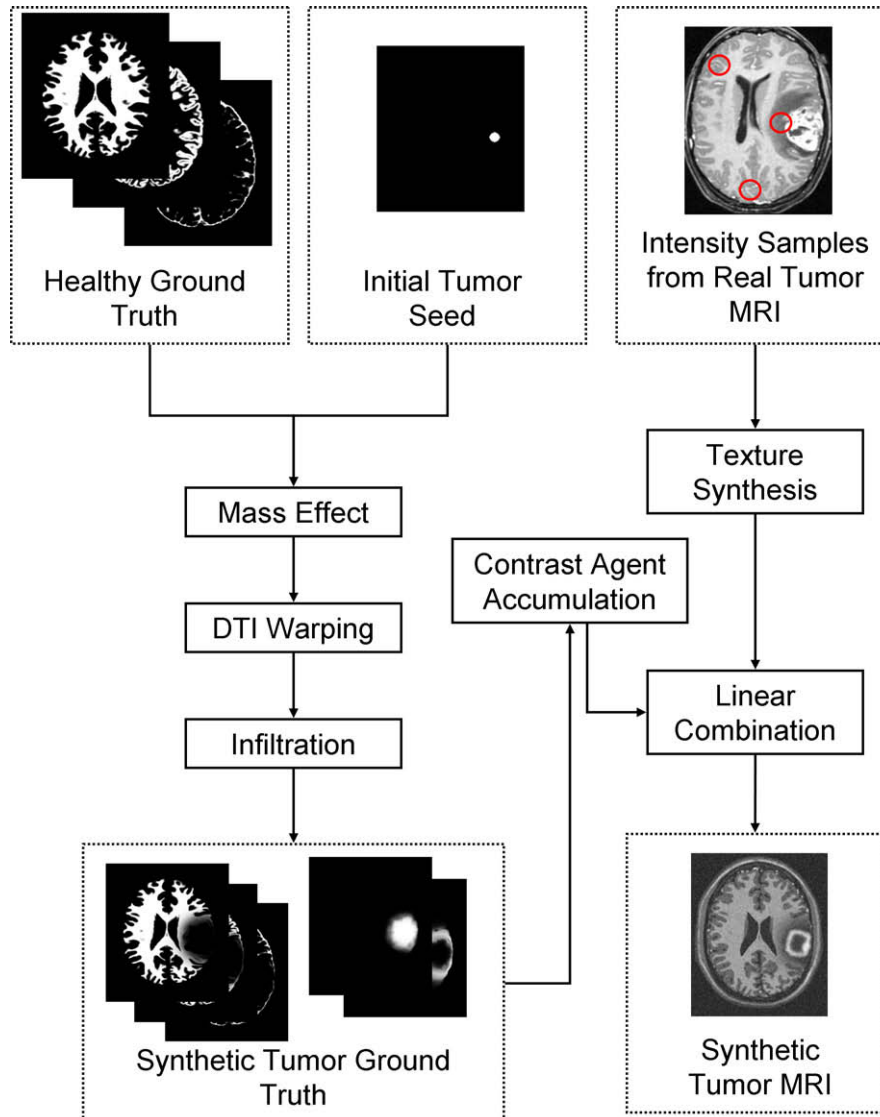 Healthy Ground
Truth
Initial Tumor
Seed
Intensity Samples
from Real Tumor
MRI
Mass Effect
DTI Warping
Infiltration
Texture
Synthesis
Contrast Agent
Accumulation
Linear
Combination
Synthetic Tumor Ground
Truth
Synthetic
Tumor MRI